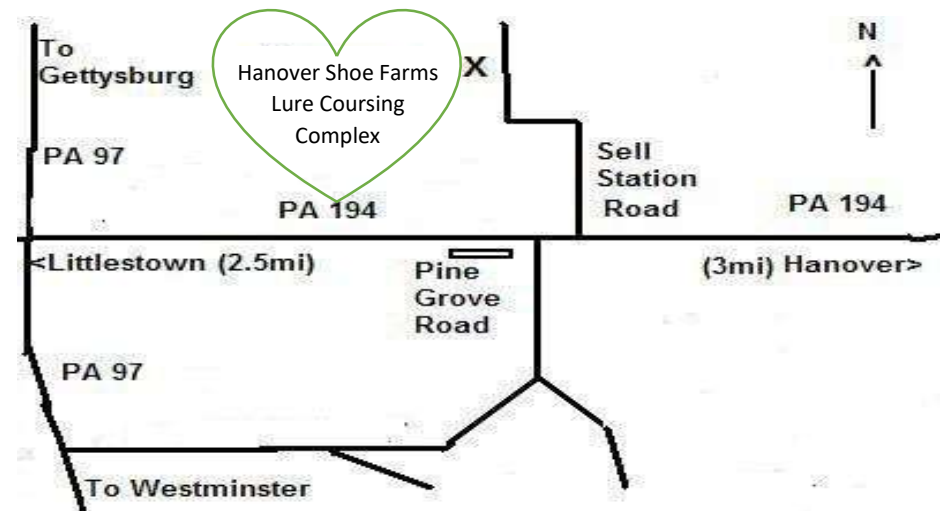 To
Gettysburg
Hanover Shoe Farms
Lure Coursing
Complex
X
N
^
PA 97
Sell
Station
Road
PA 194
PA 194
<Littlestown (2.5mi)
Pine
Grove
Road
(3mi) Hanover>
PA 97
To Westminster